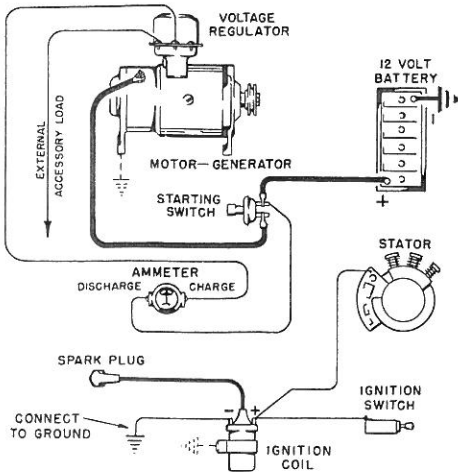 VOLTAGE
REGULATOR
12 VOLT
BATTERY
-
EXTERNAL
ACCESSORY LOAD
MOTOR—GENERATOR
STARTING
SWITCH
+
STATOR
AMMETER
DISCHARGE
CHARGE
SPARK PLUG
IGNITION
SWITCH
- +
CONNECT
TO GROUND
IGNITION
COIL